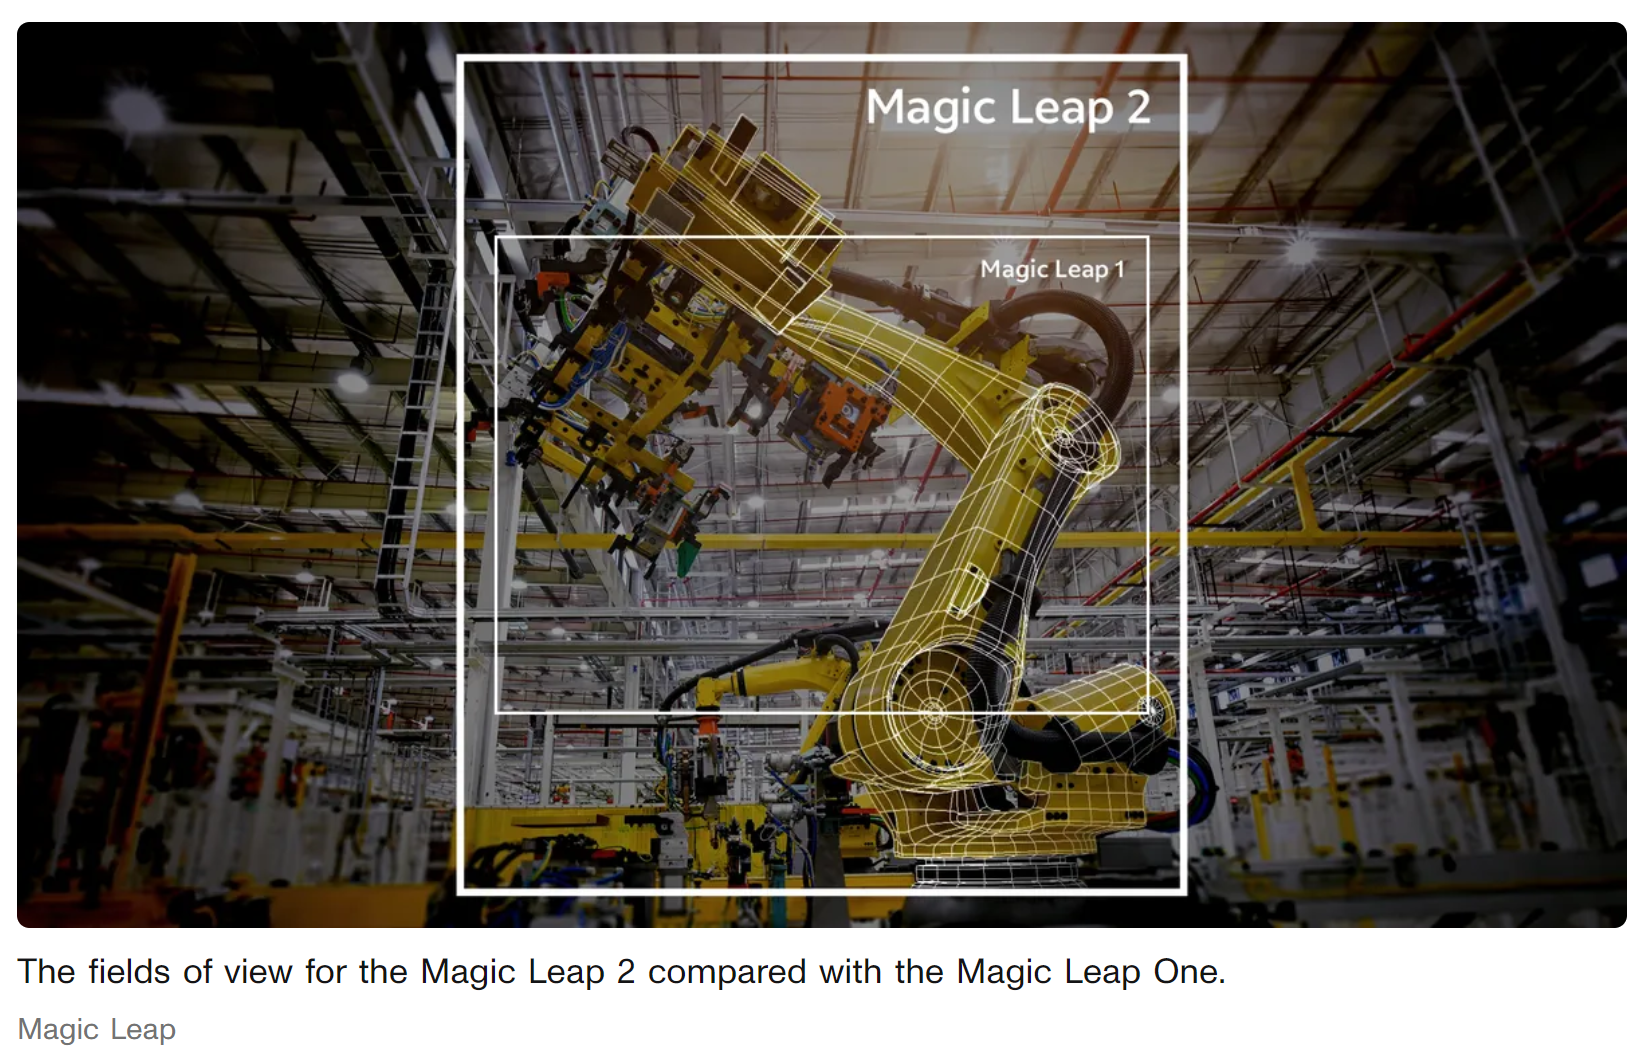 Magic Leap 2
Magic Leap 1
The fields of view for the Magic Leap 2 compared with the Magic Leap One.
Magic Leap